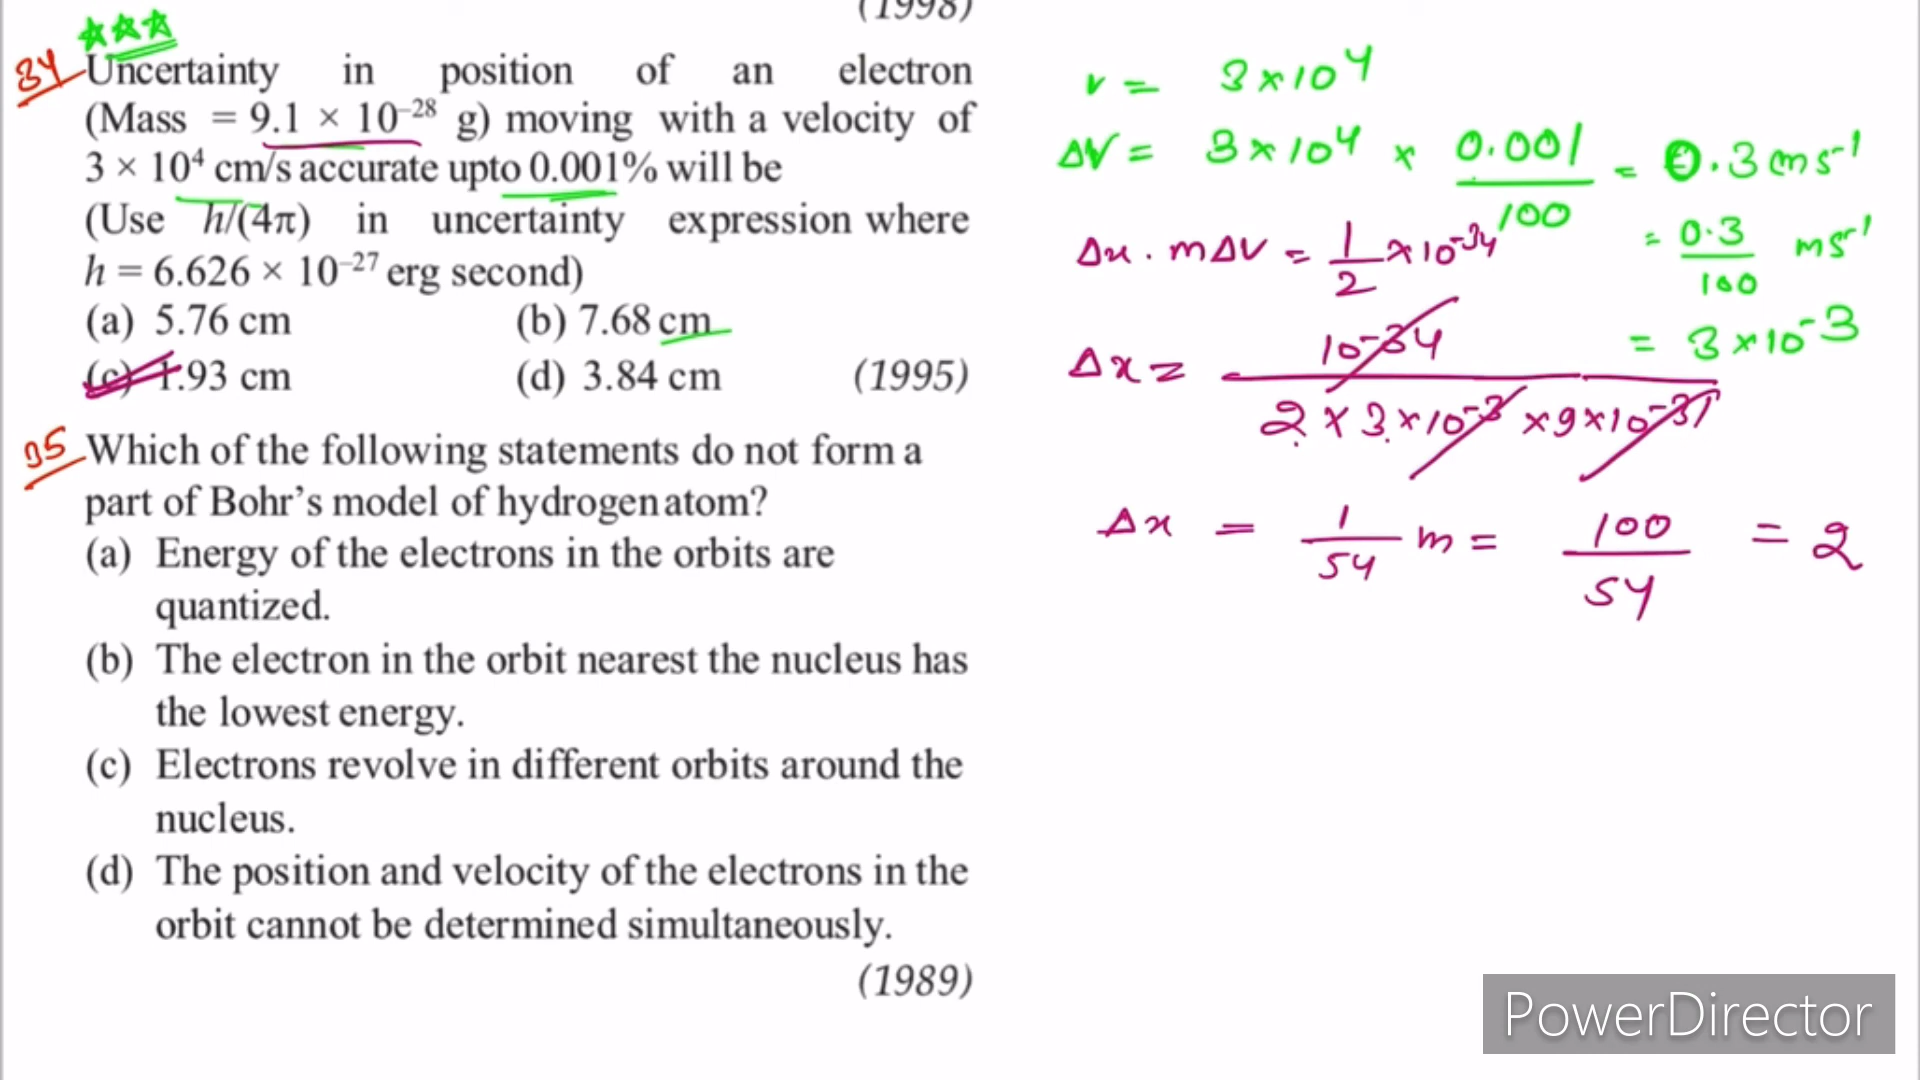 (1998)
34 Uncertainty in position of an electron
(Mass = 9.1 × 10⁻²⁸ g) moving with a velocity of
3 × 10⁴ cm/s accurate upto 0.001% will be
(Use h/(4π) in uncertainty expression where
h = 6.626 × 10⁻²⁷ erg second)
(a) 5.76 cm (b) 7.68 cm
(c) 1.93 cm (d) 3.84 cm (1995)
35 Which of the following statements do not form a
part of Bohr's model of hydrogen atom?
(a) Energy of the electrons in the orbits are
quantized.
(b) The electron in the orbit nearest the nucleus has
the lowest energy.
(c) Electrons revolve in different orbits around the
nucleus.
(d) The position and velocity of the electrons in the
orbit cannot be determined simultaneously.
(1989)
v = 3×10⁴
Δv = 3×10⁴ × 0.001/100 = 0.3 cm s⁻¹
= 0.3/100 ms⁻¹
= 3×10⁻³
Δx . mΔv = 1/2 × 10⁻³⁴
Δx = 10⁻³⁴ / 2 × 3 × 10⁻³ × 9 × 10⁻³¹
Δx = 1/54 m = 100/54 = 2
PowerDirector